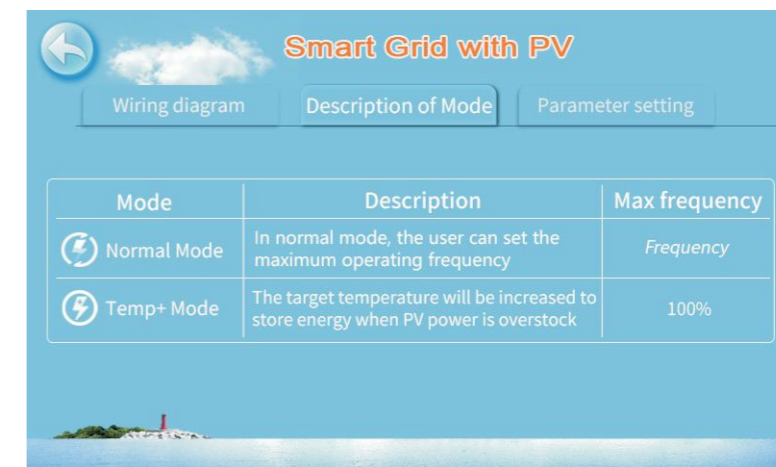 Smart Grid with PV
Wiring diagram
Description of Mode
Parameter setting
Mode
Description
Max frequency
Normal Mode
In normal mode, the user can set the
maximum operating frequency
Frequency
Temp+ Mode
The target temperature will be increased to
store energy when PV power is overstock
100%